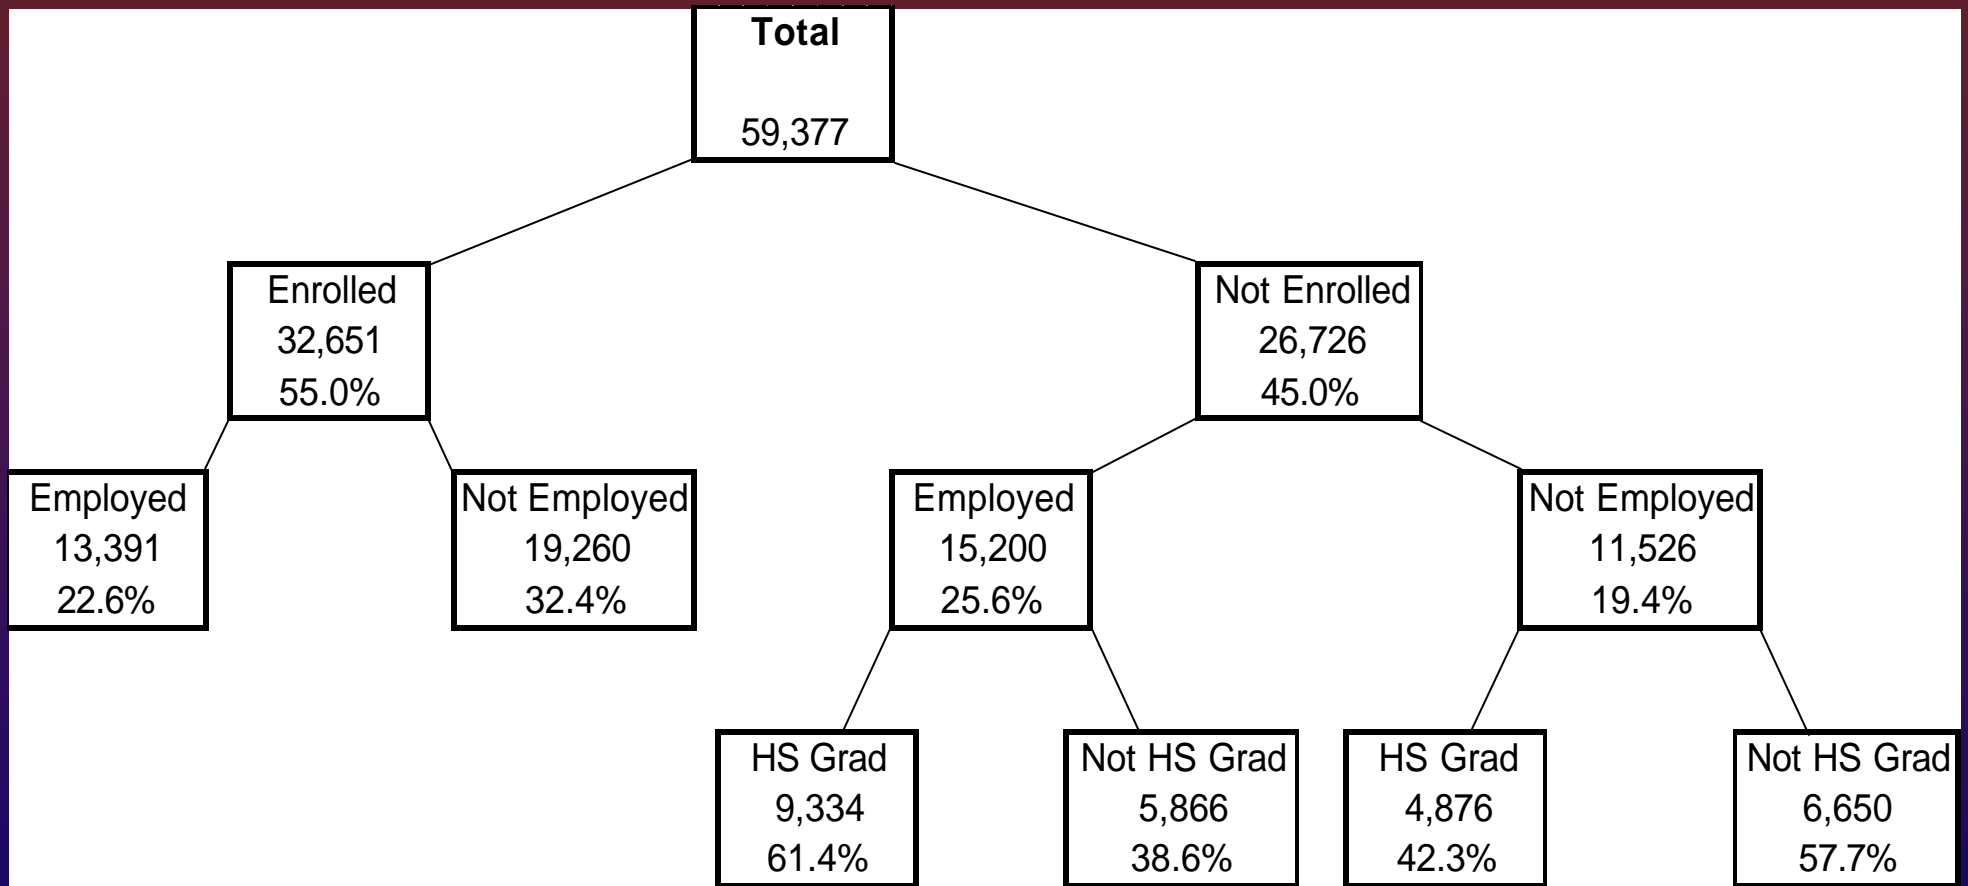 Total
59,377
Enrolled
32,651
55.0%
Not Enrolled
26,726
45.0%
Employed
13,391
22.6%
Not Employed
19,260
32.4%
Employed
15,200
25.6%
Not Employed
11,526
19.4%
HS Grad
9,334
61.4%
Not HS Grad
5,866
38.6%
HS Grad
4,876
42.3%
Not HS Grad
6,650
57.7%